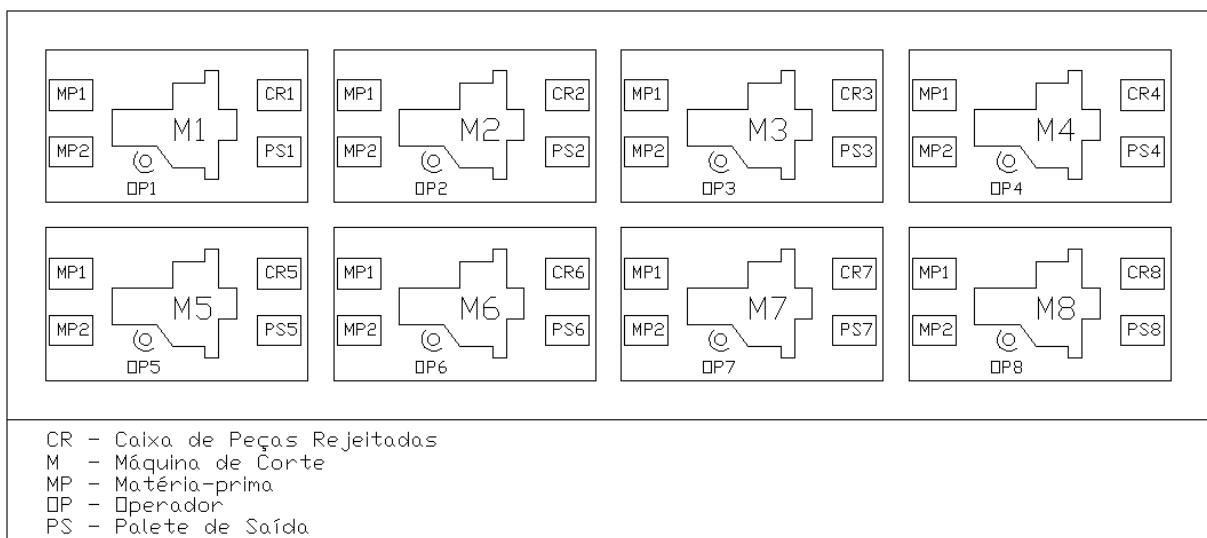 MP1 CR1 MP1 CR2 MP1 CR3 MP1 CR4
M1 M2 M3 M4
MP2 PS1 MP2 PS2 MP2 PS3 MP2 PS4
OP1 OP2 OP3 OP4
MP1 CR5 MP1 CR6 MP1 CR7 MP1 CR8
M5 M6 M7 M8
MP2 PS5 MP2 PS6 MP2 PS7 MP2 PS8
OP5 OP6 OP7 OP8
CR - Caixa de Peças Rejeitadas
M - Máquina de Corte
MP - Matéria-prima
OP - Operador
PS - Palete de Saída